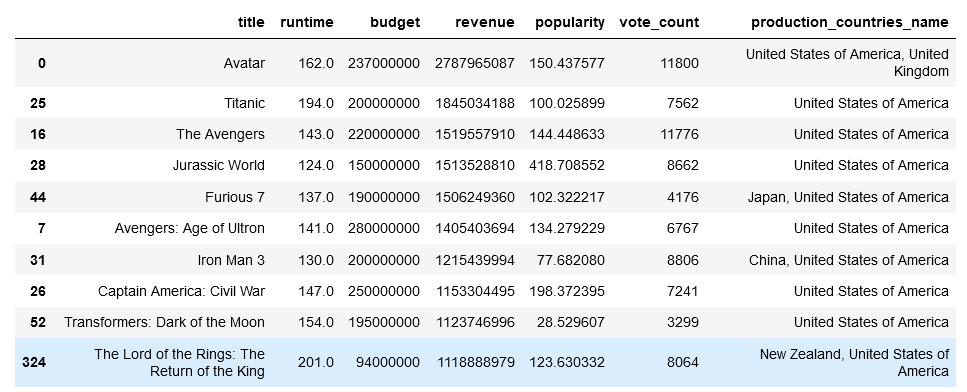 title runtime budget revenue popularity vote_count production_countries_name
0 Avatar 162.0 237000000 2787965087 150.437577 11800 United States of America, United
Kingdom
25 Titanic 194.0 200000000 1845034188 100.025899 7562 United States of America
16 The Avengers 143.0 220000000 1519557910 144.448633 11776 United States of America
28 Jurassic World 124.0 150000000 1513528810 418.708552 8662 United States of America
44 Furious 7 137.0 190000000 1506249360 102.322217 4176 Japan, United States of America
7 Avengers: Age of Ultron 141.0 280000000 1405403694 134.279229 6767 United States of America
31 Iron Man 3 130.0 200000000 1215439994 77.682080 8806 China, United States of America
26 Captain America: Civil War 147.0 250000000 1153304495 198.372395 7241 United States of America
52 Transformers: Dark of the Moon 154.0 195000000 1123746996 28.529607 3299 United States of America
324 The Lord of the Rings: The
Return of the King 201.0 94000000 1118888979 123.630332 8064 New Zealand, United States of
America